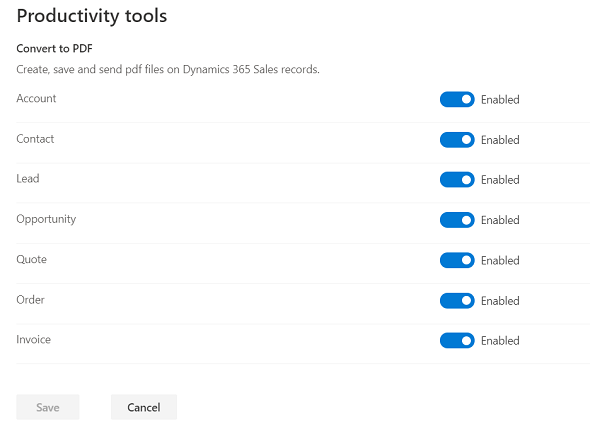 Productivity tools
Convert to PDF
Create, save and send pdf files on Dynamics 365 Sales records.
Account Enabled
Contact Enabled
Lead Enabled
Opportunity Enabled
Quote Enabled
Order Enabled
Invoice Enabled
Save Cancel